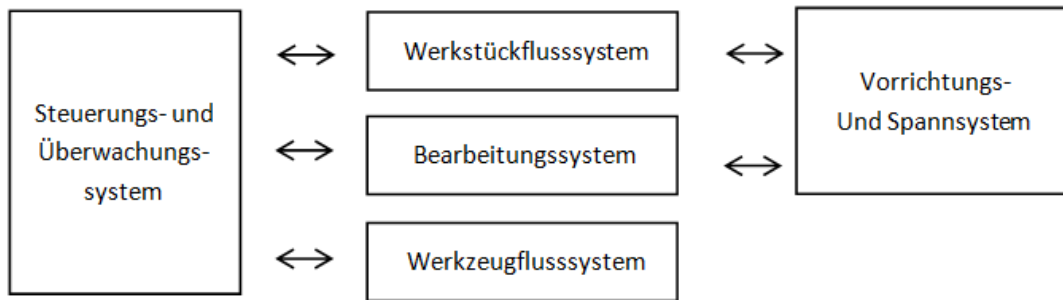 Steuerungs- und
Überwachungs-
system
Werkstückflusssystem
Bearbeitungssystem
Werkzeugflusssystem
Vorrichtungs-
Und Spannsystem